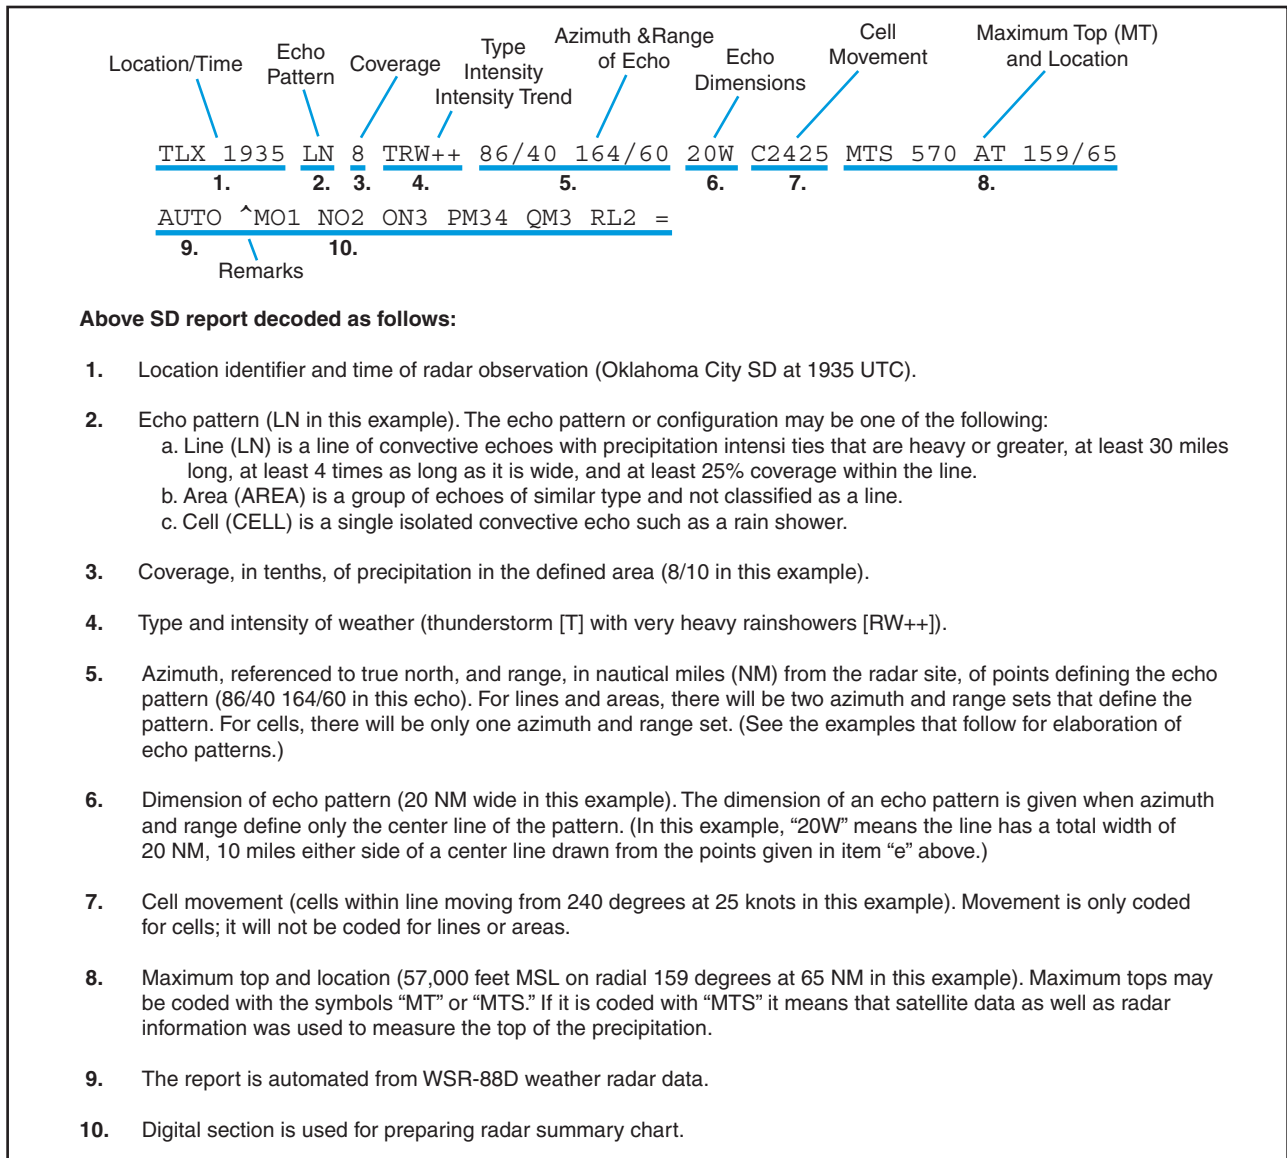 Location/Time
Echo
Pattern
Coverage
Type
Intensity
Intensity Trend
Azimuth &Range
of Echo
Echo
Dimensions
Cell
Movement
Maximum Top (MT)
and Location
TLX 1935 LN 8 TRW++ 86/40 164/60 20W C2425 MTS 570 AT 159/65
1. 2. 3. 4. 5. 6. 7. 8.
AUTO ^MO1 NO2 ON3 PM34 QM3 RL2 =
9. 10.
Remarks
Above SD report decoded as follows:
1. Location identifier and time of radar observation (Oklahoma City SD at 1935 UTC).
2. Echo pattern (LN in this example). The echo pattern or configuration may be one of the following:
a. Line (LN) is a line of convective echoes with precipitation intensi ties that are heavy or greater, at least 30 miles
long, at least 4 times as long as it is wide, and at least 25% coverage within the line.
b. Area (AREA) is a group of echoes of similar type and not classified as a line.
c. Cell (CELL) is a single isolated convective echo such as a rain shower.
3. Coverage, in tenths, of precipitation in the defined area (8/10 in this example).
4. Type and intensity of weather (thunderstorm [T] with very heavy rainshowers [RW++]).
5. Azimuth, referenced to true north, and range, in nautical miles (NM) from the radar site, of points defining the echo
pattern (86/40 164/60 in this echo). For lines and areas, there will be two azimuth and range sets that define the
pattern. For cells, there will be only one azimuth and range set. (See the examples that follow for elaboration of
echo patterns.)
6. Dimension of echo pattern (20 NM wide in this example). The dimension of an echo pattern is given when azimuth
and range define only the center line of the pattern. (In this example, “20W” means the line has a total width of
20 NM, 10 miles either side of a center line drawn from the points given in item “e” above.)
7. Cell movement (cells within line moving from 240 degrees at 25 knots in this example). Movement is only coded
for cells; it will not be coded for lines or areas.
8. Maximum top and location (57,000 feet MSL on radial 159 degrees at 65 NM in this example). Maximum tops may
be coded with the symbols “MT” or “MTS.” If it is coded with “MTS” it means that satellite data as well as radar
information was used to measure the top of the precipitation.
9. The report is automated from WSR-88D weather radar data.
10. Digital section is used for preparing radar summary chart.